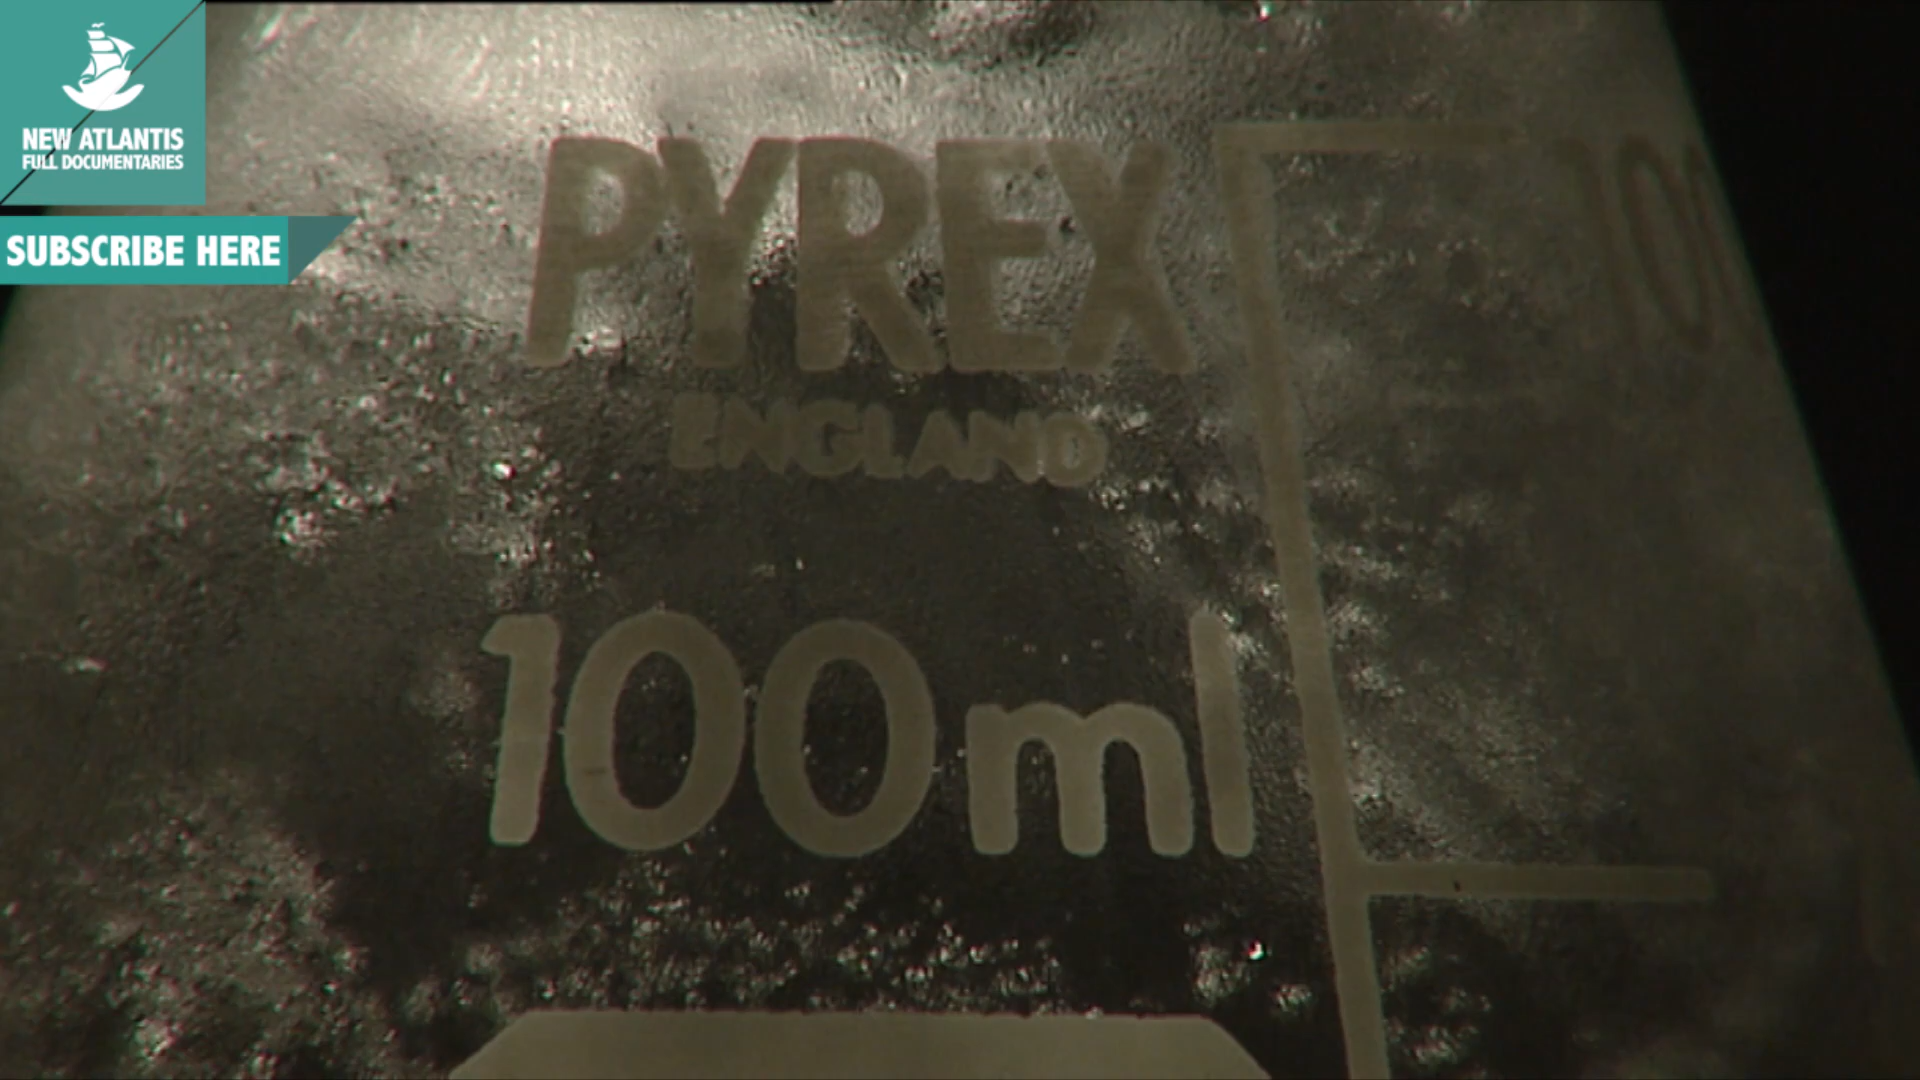 NEW ATLANTIS
FULL DOCUMENTARIES
SUBSCRIBE HERE
PYREX
ENGLAND
100ml